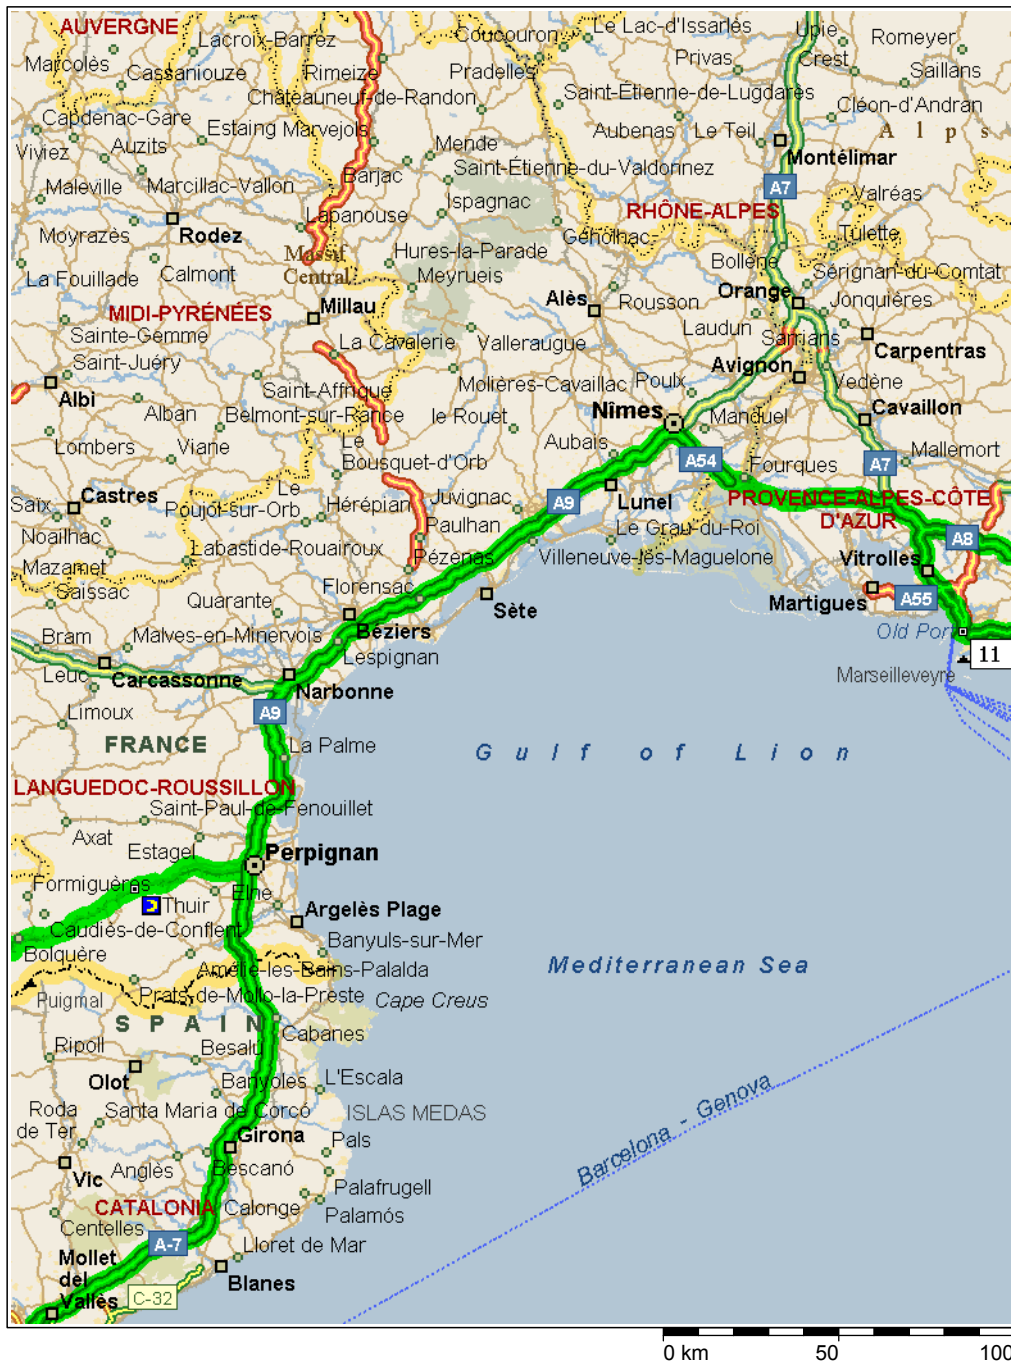 AUVERGNE
Lacroix-Barrez
Coucouron
Le Lac-d'Issarlès
Upie
Romeyer
Marcolès
Cassaniouze
Rimeize
Pradelles
Privas
Crest
Saillans
Châteauneuf-de-Randon
Saint-Étienne-de-Lugdarès
Cléon-d'Andran
Capdenac-Gare
Estaing
Marvejols
Aubenas
Le Teil
Alps
Viviez
Auzits
Mende
Montélimar
Barjac
Saint-Étienne-du-Valdonnez
Maleville
Marcillac-Vallon
A7
Valréas
Lapanouse
Ispagnac
RHÔNE-ALPES
Moyrazès
Rodez
Génolhac
Tulette
Massif
Central
Hures-la-Parade
Bollène
La Fouillade
Calmont
Meyrueis
Sérignan-du-Comtat
Alès
Rousson
Orange
Jonquières
MIDI-PYRÉNÉES
Millau
Laudun
Sainte-Gemme
La Cavalerie
Valleraugue
Sarrians
Carpentras
Saint-Juéry
Avignon
Saint-Affrique
Molières-Cavaillac
Poulx
Vedène
Albi
Alban
Belmont-sur-Rance
le Rouet
Nîmes
Manduel
Cavaillon
Lombers
Viane
Le
Bousquet-d'Orb
Aubais
A54
Fourques
A7
Mallemort
Castres
Le
Poujol-sur-Orb
Hérépian
Juvignac
A9
Lunel
PROVENCE-ALPES-CÔTE
D'AZUR
Saïx
Noailhac
Paulhan
Le Grau-du-Roi
A8
Labastide-Rouairoux
Pézenas
Villeneuve-lès-Maguelone
Vitrolles
Mazamet
Saissac
Florensac
Quarante
Sète
Martigues
A55
Bram
Malves-en-Minervois
Béziers
Old Port
11
Lespignan
Leuc
Carcassonne
Narbonne
Marseilleveyre
Limoux
A9
FRANCE
La Palme
Gulf of Lion
LANGUEDOC-ROUSSILLON
Saint-Paul-de-Fenouillet
Axat
Estagel
Perpignan
Formiguères
Elne
Thuir
Argelès Plage
Caudiès-de-Conflent
Bolquère
Banyuls-sur-Mer
Amélie-les-Bains-Palalda
Mediterranean Sea
Puigmal
Prats-de-Mollo-la-Preste
Cape Creus
SPAIN
Cabanes
Ripoll
Besalú
Olot
Banyoles
L'Escala
Barcelona - Genova
Roda
de Ter
Santa Maria de Corcó
ISLAS MEDAS
Girona
Pals
Vic
Anglès
Bescanó
Palafrugell
CATALONIA
Calonge
Palamós
Centelles
A-7
Lloret de Mar
Mollet
del
Vallès
Blanes
C-32
0 km 50 100